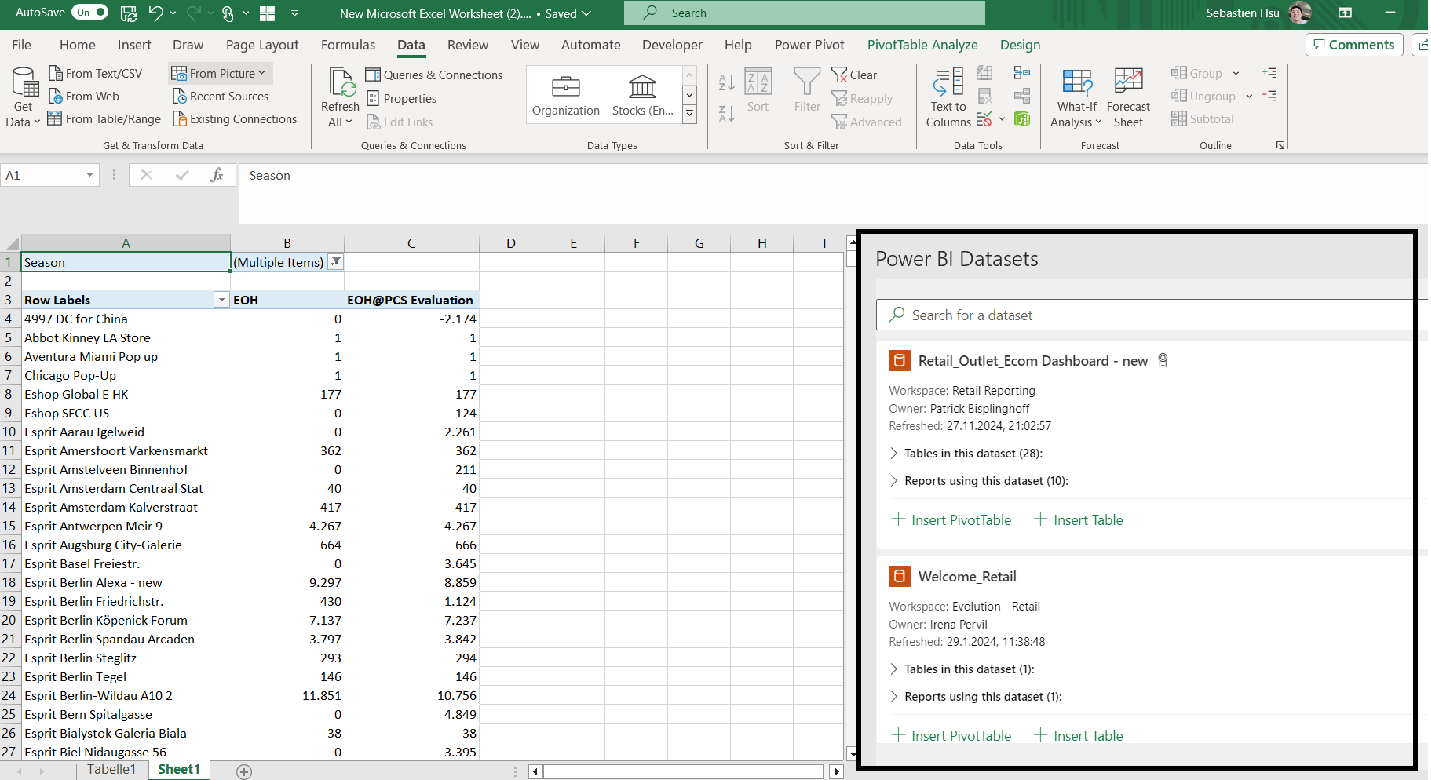 AutoSave On New Microsoft Excel Worksheet (2).... • Saved Search Sebastien Hsu
File Home Insert Draw Page Layout Formulas Data Review View Automate Developer Help Power Pivot PivotTable Analyze Design Comments
From Text/CSV From Picture Queries & Connections Clear Group
Get Data From Web Recent Sources Refresh All Properties Organization Stocks (En... Sort Filter Reapply Text to Columns What-If Analysis Forecast Sheet Ungroup
From Table/Range Existing Connections Edit Links Advanced Subtotal
Get & Transform Data Queries & Connections Data Types Sort & Filter Data Tools Forecast Outline
A1 fx Season
A B C D E F G H I
1 Season (Multiple Items)
2
3 Row Labels EOH EOH@PCS Evaluation
4 4997 DC for China 0 -2.174
5 Abbot Kinney LA Store 1 1
6 Aventura Miami Pop up 1 1
7 Chicago Pop-Up 1 1
8 Eshop Global E HK 177 177
9 Eshop SFCC US 0 124
10 Esprit Aarau Igelweid 0 2.261
11 Esprit Amersfoort Varkensmarkt 362 362
12 Esprit Amstelveen Binnenhof 0 211
13 Esprit Amsterdam Centraal Stat 40 40
14 Esprit Amsterdam Kalverstraat 417 417
15 Esprit Antwerpen Meir 9 4.267 4.267
16 Esprit Augsburg City-Galerie 664 666
17 Esprit Basel Freiestr. 0 3.645
18 Esprit Berlin Alexa - new 9.297 8.859
19 Esprit Berlin Friedrichstr. 430 1.124
20 Esprit Berlin Köpenick Forum 7.137 7.237
21 Esprit Berlin Spandau Arcaden 3.797 3.842
22 Esprit Berlin Steglitz 293 294
23 Esprit Berlin Tegel 146 146
24 Esprit Berlin-Wildau A10 2 11.851 10.756
25 Esprit Bern Spitalgasse 0 4.849
26 Esprit Bialystok Galeria Biala 38 38
27 Esprit Biel Nidaugasse 56 0 3.395
Tabelle1 Sheet1
Power BI Datasets
Search for a dataset
Retail_Outlet_Ecom Dashboard - new
Workspace: Retail Reporting
Owner: Patrick Bisplinghoff
Refreshed: 27.11.2024, 21:02:57
Tables in this dataset (28):
Reports using this dataset (10):
Insert PivotTable Insert Table
Welcome_Retail
Workspace: Evolution - Retail
Owner: Irena Pervil
Refreshed: 29.1.2024, 11:38:48
Tables in this dataset (1):
Reports using this dataset (1):
Insert PivotTable Insert Table